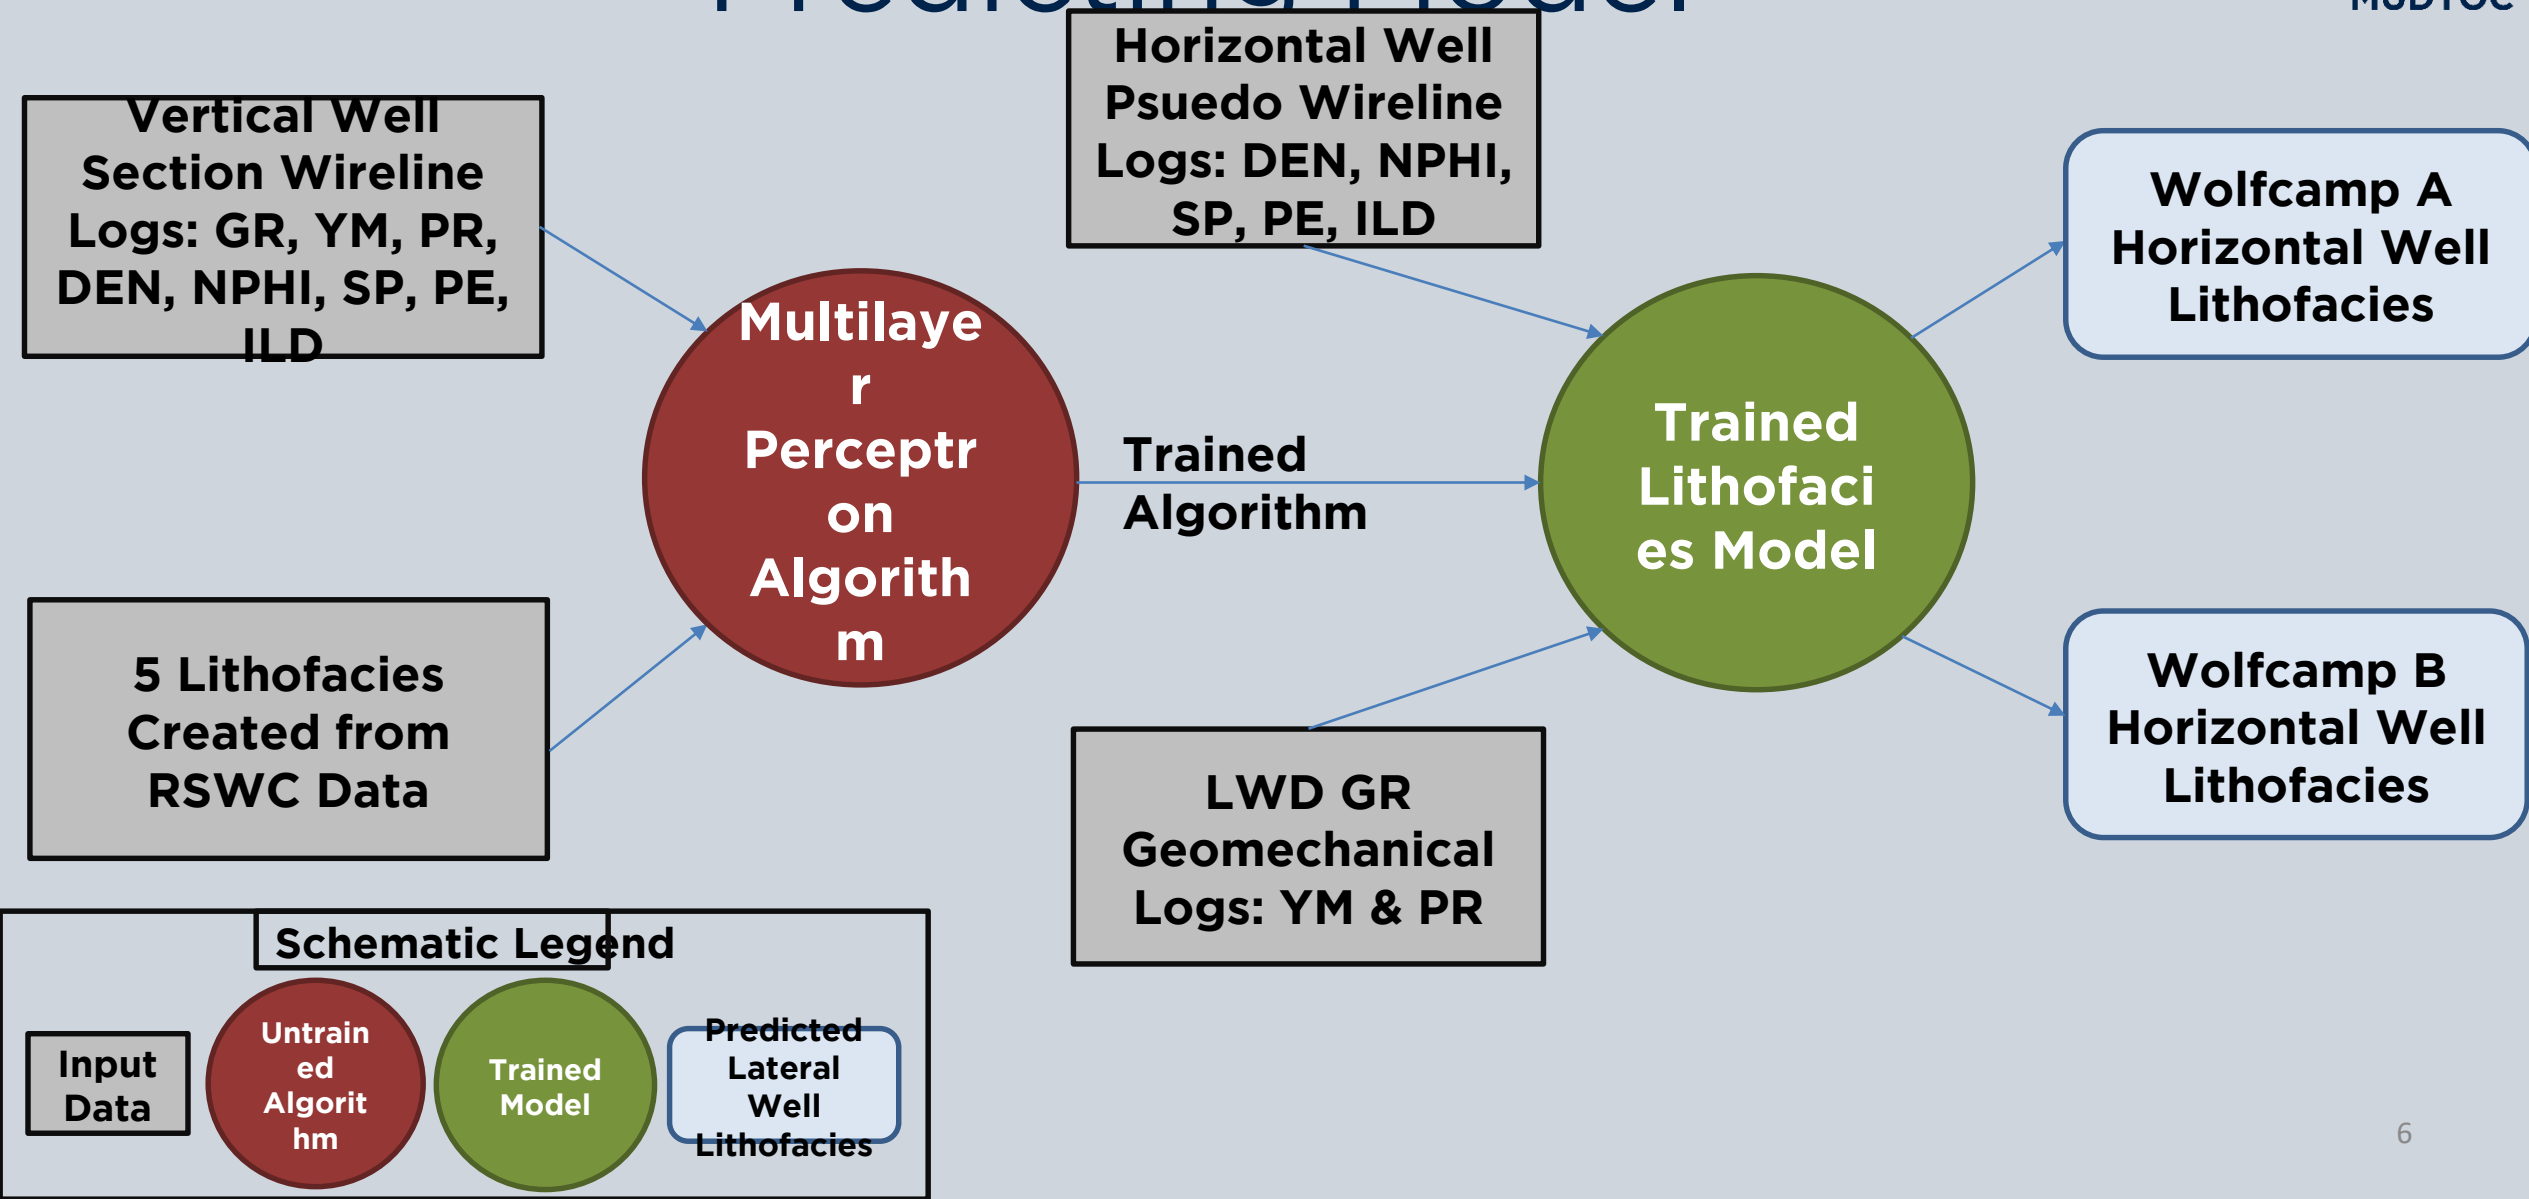 Predicting Model
MUDTOC
Vertical Well
Section Wireline
Logs: GR, YM, PR,
DEN, NPHI, SP, PE,
ILD
Horizontal Well
Psuedo Wireline
Logs: DEN, NPHI,
SP, PE, ILD
Multilaye
r
Perceptr
on
Algorith
m
Trained
Algorithm
Trained
Lithofaci
es Model
Wolfcamp A
Horizontal Well
Lithofacies
5 Lithofacies
Created from
RSWC Data
LWD GR
Geomechanical
Logs: YM & PR
Wolfcamp B
Horizontal Well
Lithofacies
Schematic Legend
Input
Data
Untrain
ed
Algorit
hm
Trained
Model
Predicted
Lateral
Well
Lithofacies
6